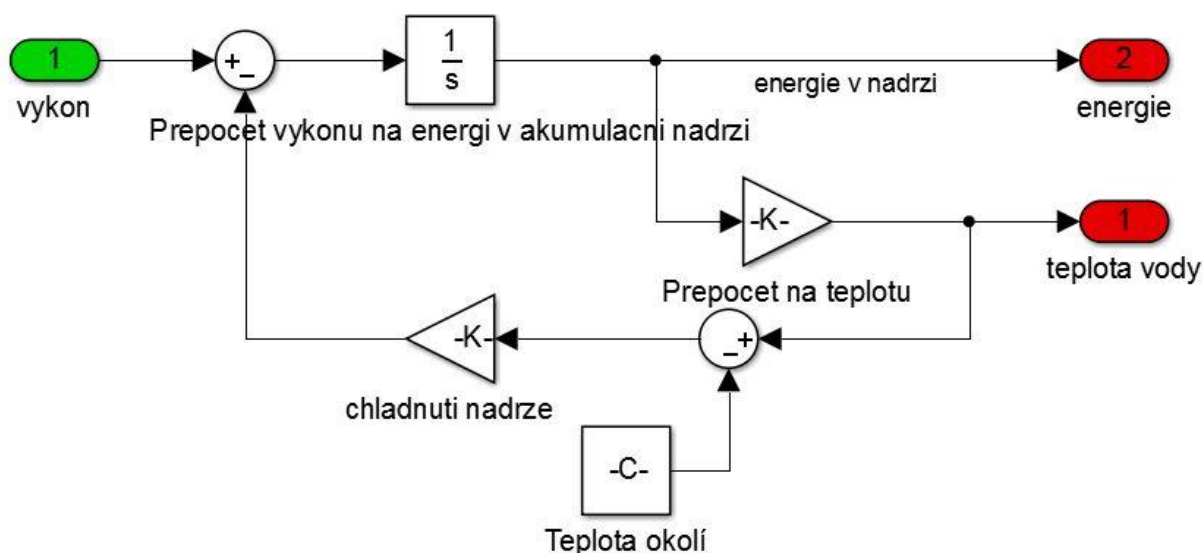 1
vykon
+
−
1
s
Prepocet vykonu na energi v akumulacni nadrzi
energie v nadrzi
2
energie
-K-
Prepocet na teplotu
1
teplota vody
-K-
chladnuti nadrze
−
+
-C-
Teplota okolí